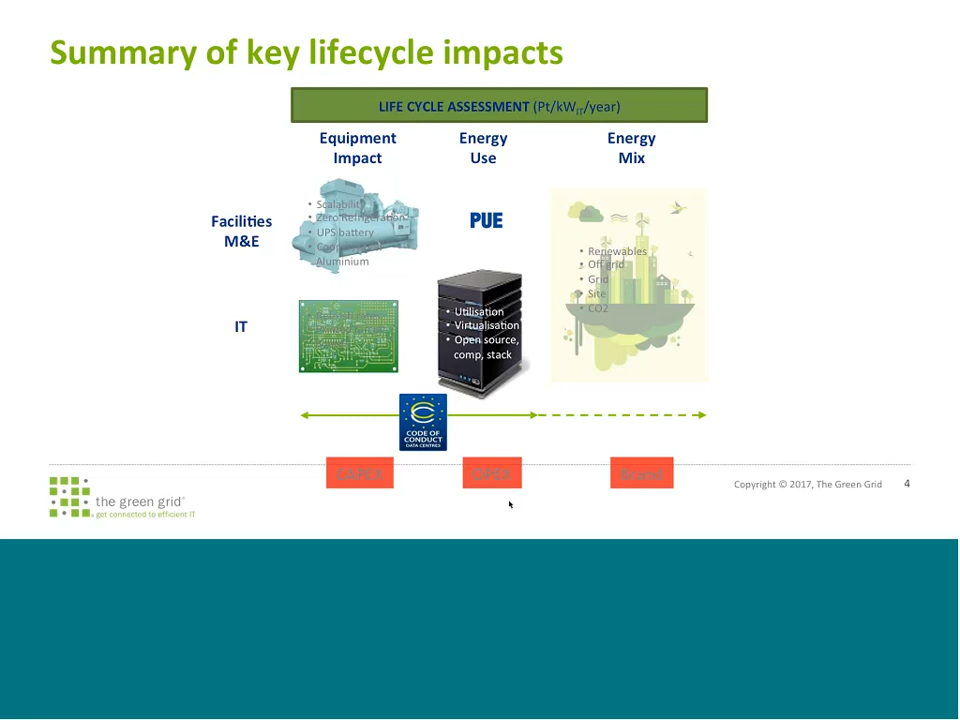 Summary of key lifecycle impacts
LIFE CYCLE ASSESSMENT (Pt/kWIT/year)
Equipment
Impact
Energy
Use
Energy
Mix
Facilities
M&E
• Scalability
• Zero Refrigeration
• UPS battery
Aluminium
PUE
• Renewables
• Off grid
• Grid
• Site
• CO2
IT
• Utilisation
• Virtualisation
• Open source,
comp, stack
CODE OF
CONDUCT
DATA CENTRES
CAPEX
OPEX
Brand
the green grid®
get connected to efficient IT
Copyright © 2017, The Green Grid
4